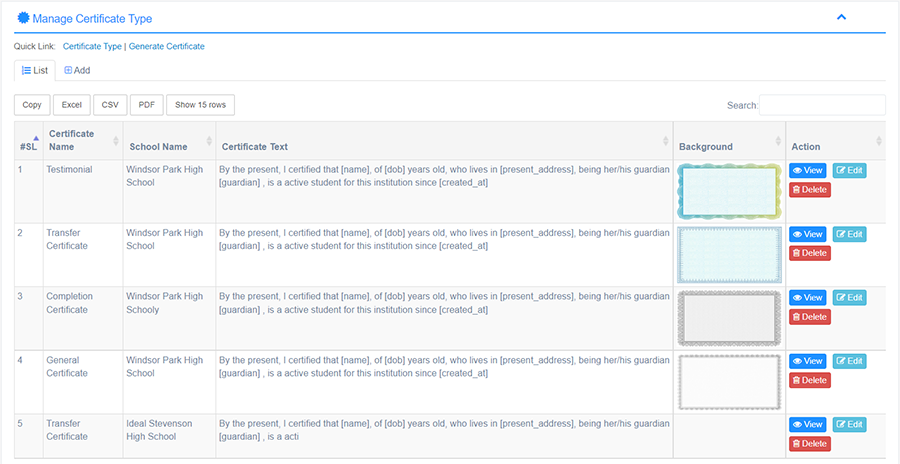 Manage Certificate Type
Quick Link: Certificate Type | Generate Certificate
List Add
Copy Excel CSV PDF Show 15 rows Search:
#SL Certificate Name School Name Certificate Text Background Action
1 Testimonial Windsor Park High School By the present, I certified that [name], of [dob] years old, who lives in [present_address], being her/his guardian [guardian] , is a active student for this institution since [created_at] View Edit Delete
2 Transfer Certificate Windsor Park High School By the present, I certified that [name], of [dob] years old, who lives in [present_address], being her/his guardian [guardian] , is a active student for this institution since [created_at] View Edit Delete
3 Completion Certificate Windsor Park High Schooly By the present, I certified that [name], of [dob] years old, who lives in [present_address], being her/his guardian [guardian] , is a active student for this institution since [created_at] View Edit Delete
4 General Certificate Windsor Park High School By the present, I certified that [name], of [dob] years old, who lives in [present_address], being her/his guardian [guardian] , is a active student for this institution since [created_at] View Edit Delete
5 Transfer Certificate Ideal Stevenson High School By the present, I certified that [name], of [dob] years old, who lives in [present_address], being her/his guardian [guardian] , is a acti View Edit Delete